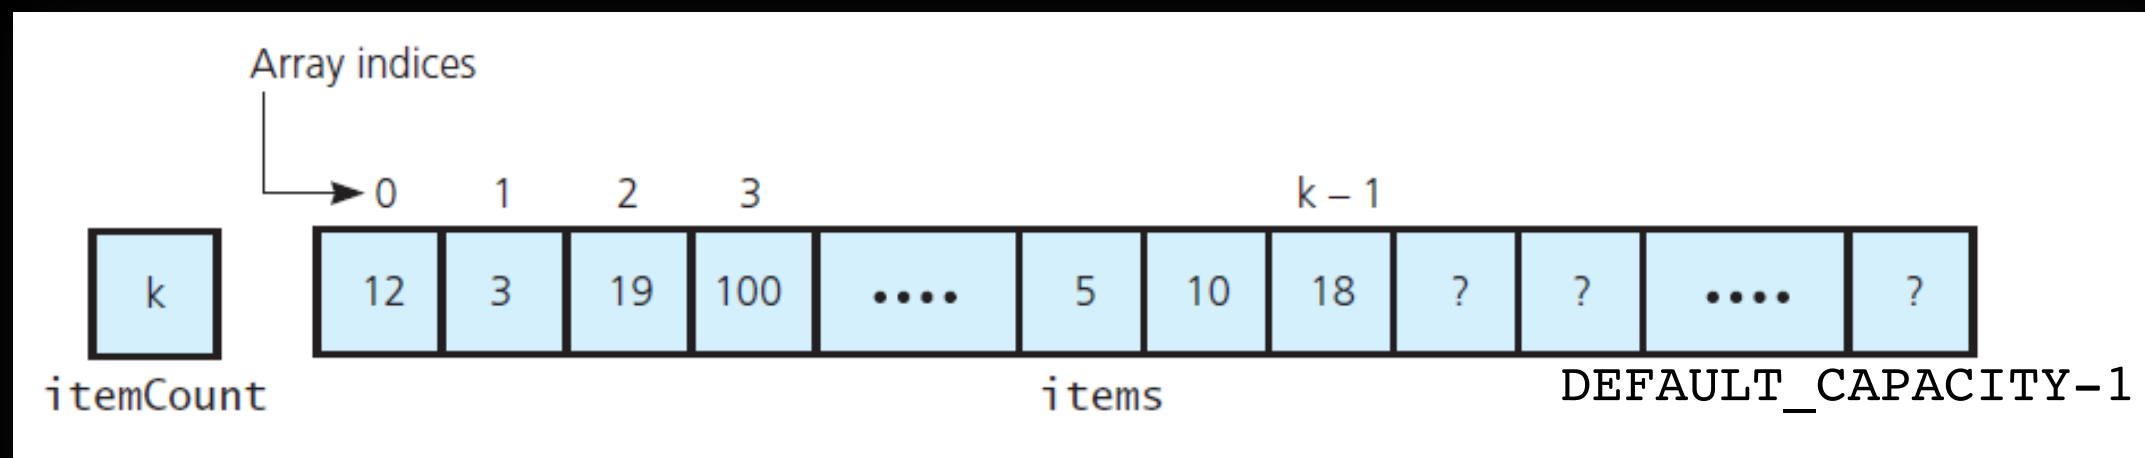 Array indices
0 1 2 3 k – 1
k 12 3 19 100 .... 5 10 18 ? ? .... ?
itemCount items DEFAULT_CAPACITY-1